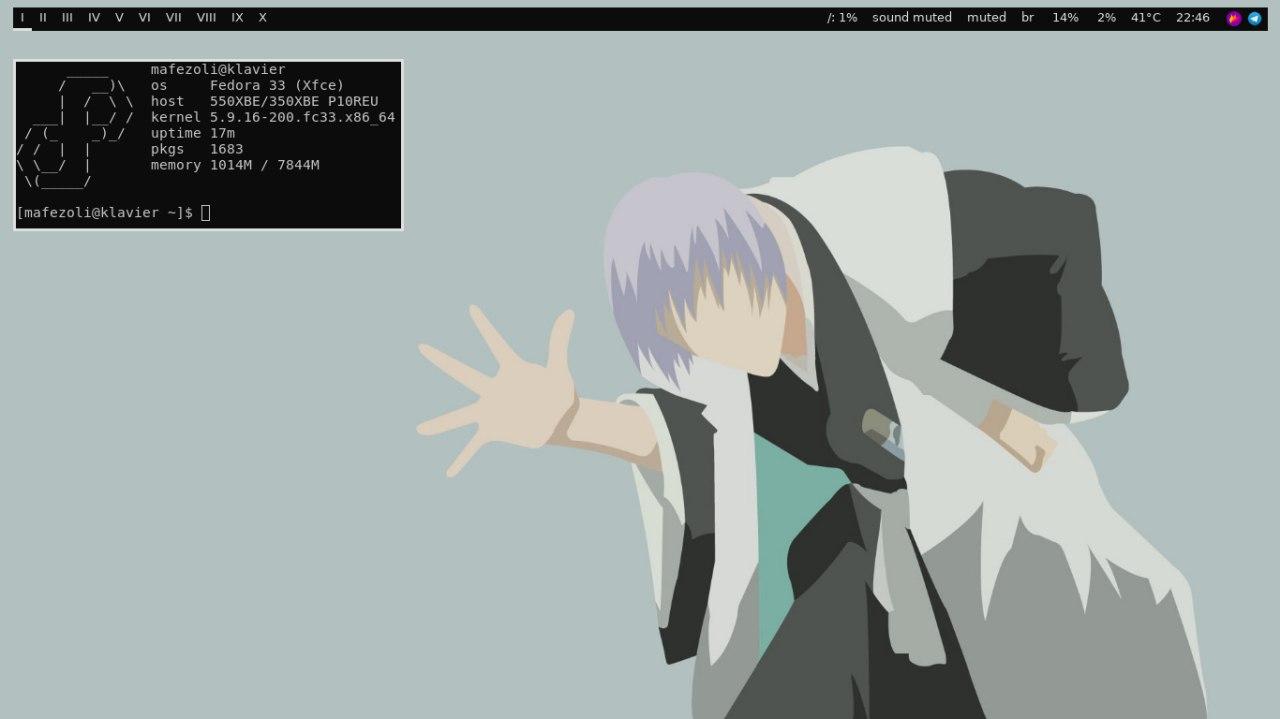 I II III IV V VI VII VIII IX X /: 1% sound muted muted br 14% 2% 41°C 22:46
mafezoli@klavier
os Fedora 33 (Xfce)
host 550XBE/350XBE P10REU
kernel 5.9.16-200.fc33.x86_64
uptime 17m
pkgs 1683
memory 1014M / 7844M
[mafezoli@klavier ~]$